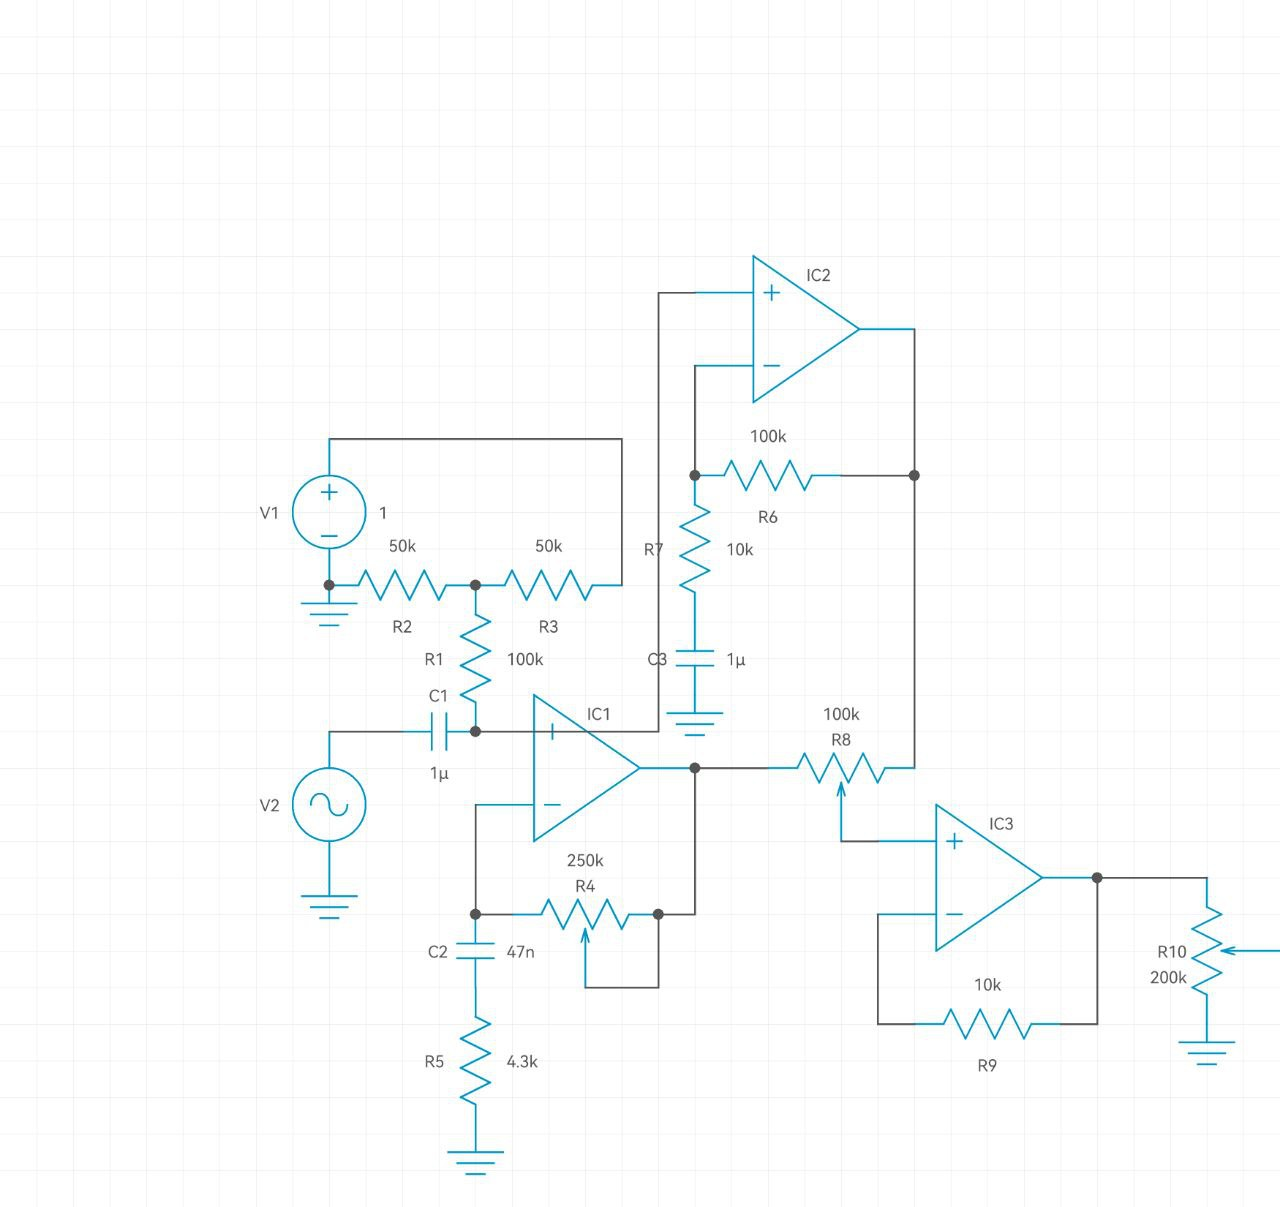 IC2
100k
R6
V1
1
50k
50k
R7
10k
R2
R3
R1
100k
C3
1μ
C1
IC1
100k
R8
1μ
V2
IC3
250k
R4
C2
47n
R10
200k
10k
R5
4.3k
R9